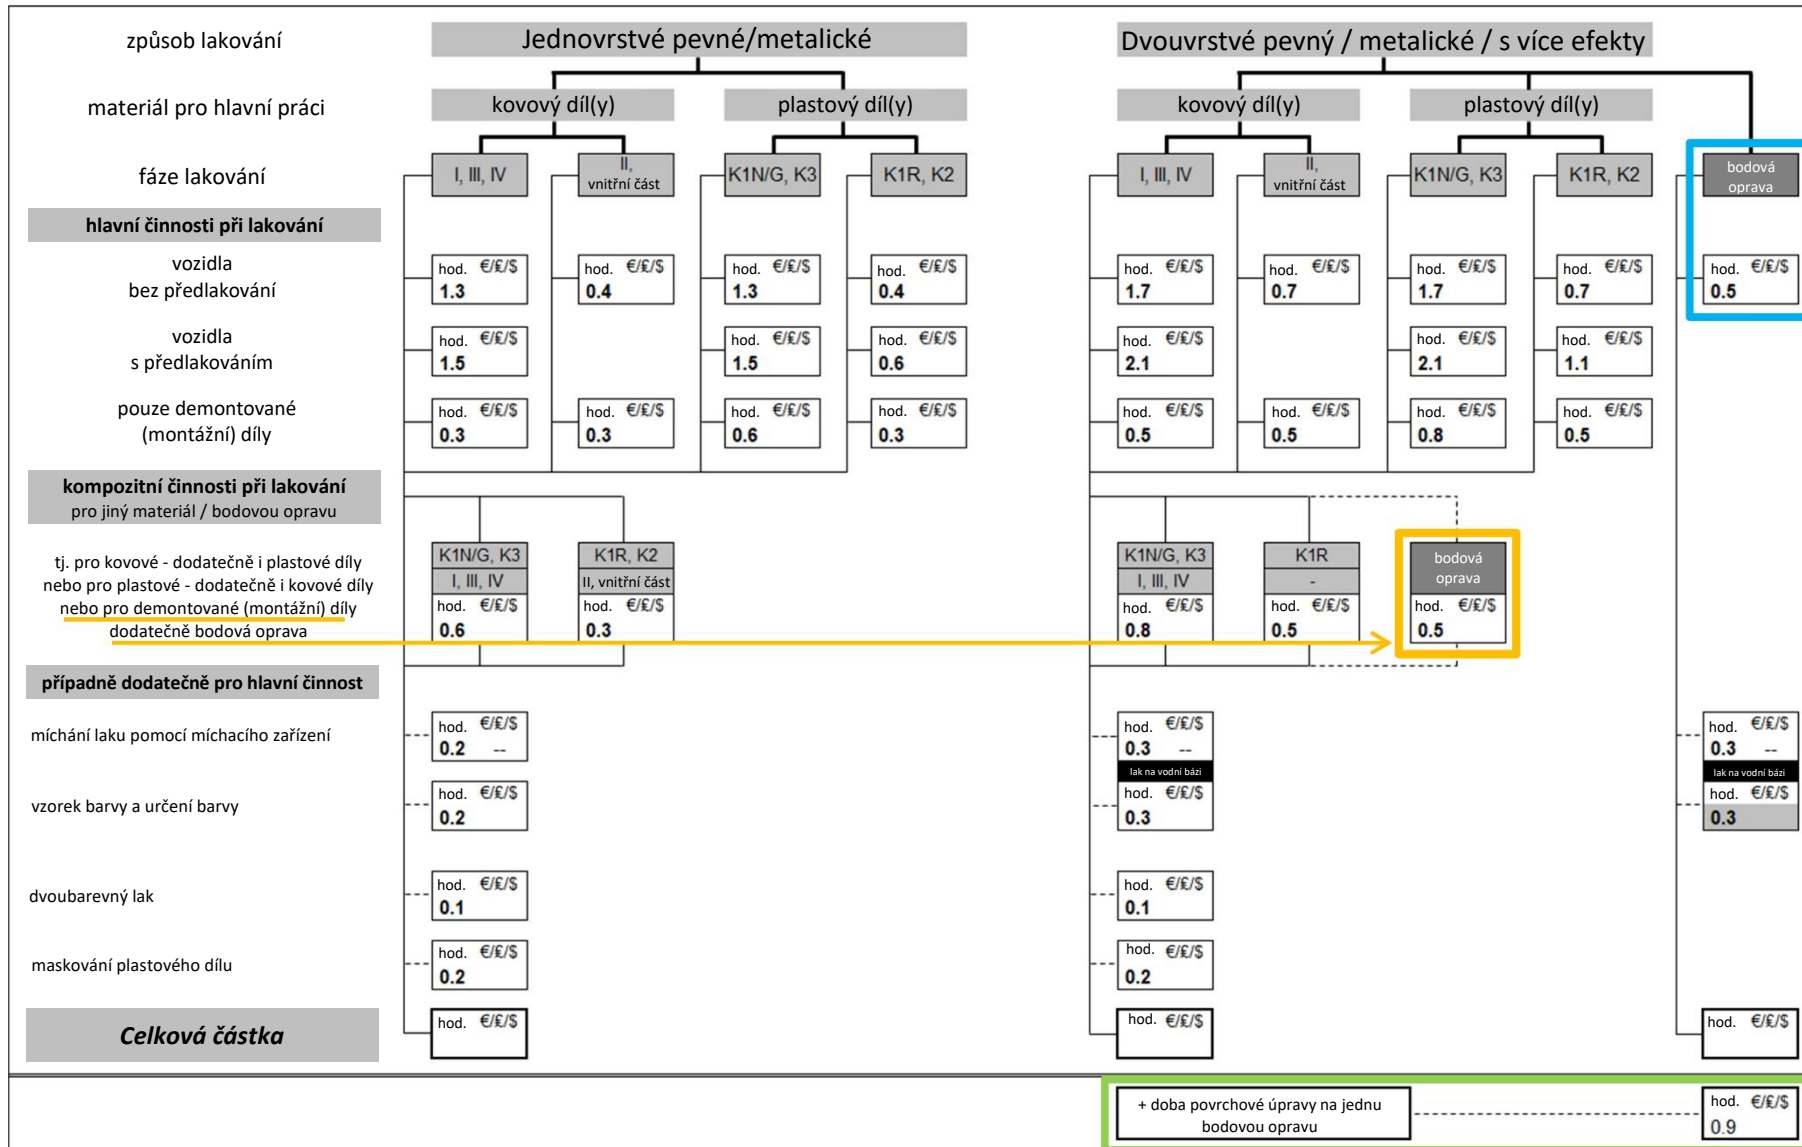 způsob lakování
Jednovrstvé pevné/metalické
Dvouvrstvé pevný / metalické / s více efekty
materiál pro hlavní práci
kovový díl(y)
plastový díl(y)
kovový díl(y)
plastový díl(y)
fáze lakování
I, III, IV
II,
vnitřní část
K1N/G, K3
K1R, K2
I, III, IV
II,
vnitřní část
K1N/G, K3
K1R, K2
bodová
oprava
hlavní činnosti při lakování
vozidla
bez předlakování
hod. €/£/$
1.3
hod. €/£/$
0.4
hod. €/£/$
1.3
hod. €/£/$
0.4
hod. €/£/$
1.7
hod. €/£/$
0.7
hod. €/£/$
1.7
hod. €/£/$
0.7
hod. €/£/$
0.5
vozidla
s předlakováním
hod. €/£/$
1.5
hod. €/£/$
1.5
hod. €/£/$
0.6
hod. €/£/$
2.1
hod. €/£/$
2.1
hod. €/£/$
1.1
pouze demontované
(montážní) díly
hod. €/£/$
0.3
hod. €/£/$
0.3
hod. €/£/$
0.6
hod. €/£/$
0.3
hod. €/£/$
0.5
hod. €/£/$
0.5
hod. €/£/$
0.8
hod. €/£/$
0.5
kompozitní činnosti při lakování
pro jiný materiál / bodovou opravu
tj. pro kovové - dodatečně i plastové díly
nebo pro plastové - dodatečně i kovové díly
nebo pro demontované (montážní) díly
dodatečně bodová oprava
K1N/G, K3
I, III, IV
hod. €/£/$
0.6
K1R, K2
II, vnitřní část
hod. €/£/$
0.3
K1N/G, K3
I, III, IV
hod. €/£/$
0.8
K1R
-
hod. €/£/$
0.5
bodová
oprava
hod. €/£/$
0.5
případně dodatečně pro hlavní činnost
míchání laku pomocí míchacího zařízení
hod. €/£/$
0.2 --
hod. €/£/$
0.3 --
lak na vodní bázi
hod. €/£/$
0.3 --
lak na vodní bázi
vzorek barvy a určení barvy
hod. €/£/$
0.2
hod. €/£/$
0.3
hod. €/£/$
0.3
dvoubarevný lak
hod. €/£/$
0.1
hod. €/£/$
0.1
maskování plastového dílu
hod. €/£/$
0.2
hod. €/£/$
0.2
Celková částka
hod. €/£/$
hod. €/£/$
hod. €/£/$
+ doba povrchové úpravy na jednu
bodovou opravu
hod. €/£/$
0.9